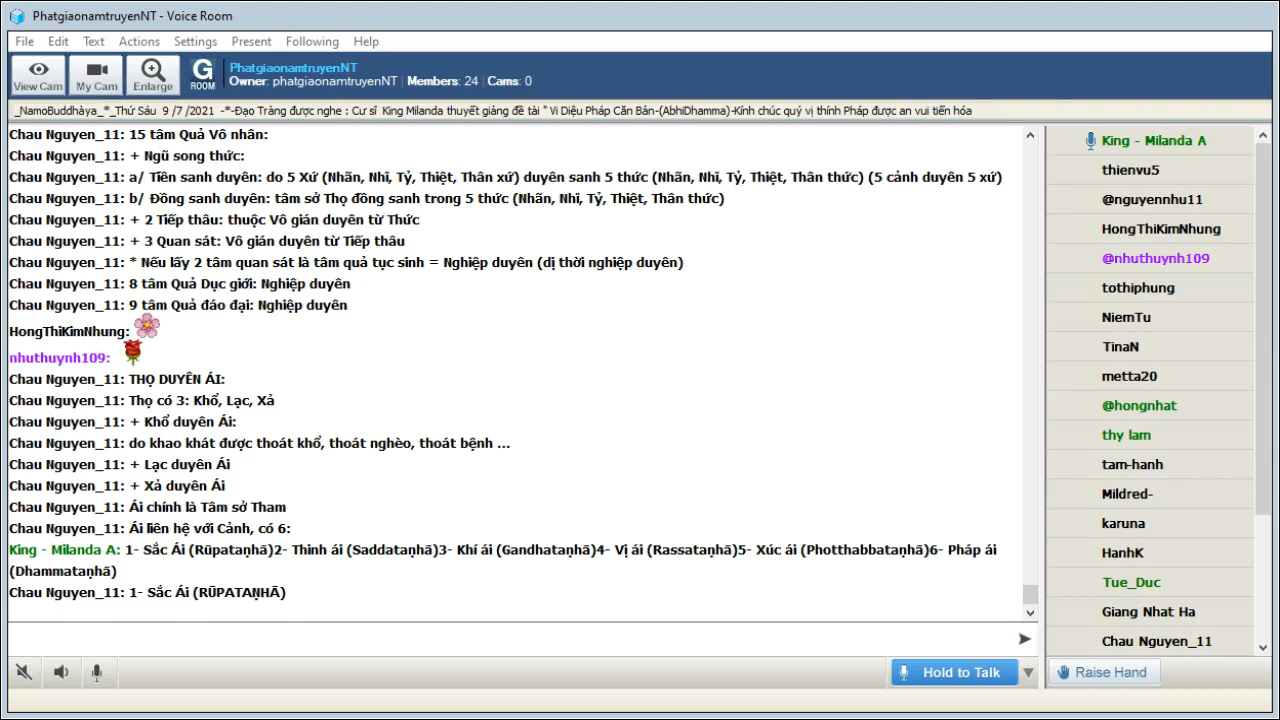 PhatgiaonamtruyenNT - Voice Room
File Edit Text Actions Settings Present Following Help
View Cam My Cam Enlarge G ROOM
PhatgiaonamtruyenNT
Owner: phatgiaonamtruyenNT | Members: 24 | Cams: 0
_NamoBuddhàya_*_Thứ Sáu 9 /7 /2021 -*-Đạo Tràng được nghe : Cư sĩ King Milanda thuyết giảng đề tài " Vi Diệu Pháp Căn Bản-(AbhiDhamma)-Kính chúc quý vị thính Pháp được an vui tiến hóa
Chau Nguyen_11: 15 tâm Quả Vô nhân:
Chau Nguyen_11: + Ngũ song thức:
Chau Nguyen_11: a/ Tiền sanh duyên: do 5 Xứ (Nhãn, Nhĩ, Tỷ, Thiệt, Thân xứ) duyên sanh 5 thức (Nhãn, Nhĩ, Tỷ, Thiệt, Thân thức) (5 cảnh duyên 5 xứ)
Chau Nguyen_11: b/ Đồng sanh duyên: tâm sở Thọ đồng sanh trong 5 thức (Nhãn, Nhĩ, Tỷ, Thiệt, Thân thức)
Chau Nguyen_11: + 2 Tiếp thâu: thuộc Vô gián duyên từ Thức
Chau Nguyen_11: + 3 Quan sát: Vô gián duyên từ Tiếp thâu
Chau Nguyen_11: * Nếu lấy 2 tâm quan sát là tâm quả tục sinh = Nghiệp duyên (dị thời nghiệp duyên)
Chau Nguyen_11: 8 tâm Quả Dục giới: Nghiệp duyên
Chau Nguyen_11: 9 tâm Quả đáo đại: Nghiệp duyên
HongThiKimNhung:
nhuthuynh109:
Chau Nguyen_11: THỌ DUYÊN ÁI:
Chau Nguyen_11: Thọ có 3: Khổ, Lạc, Xả
Chau Nguyen_11: + Khổ duyên Ái:
Chau Nguyen_11: do khao khát được thoát khổ, thoát nghèo, thoát bệnh ...
Chau Nguyen_11: + Lạc duyên Ái
Chau Nguyen_11: + Xả duyên Ái
Chau Nguyen_11: Ái chính là Tâm sở Tham
Chau Nguyen_11: Ái liên hệ với Cảnh, có 6:
King - Milanda A: 1- Sắc Ái (Rūpataṇhā)2- Thinh ái (Saddataṇhā)3- Khí ái (Gandhataṇhā)4- Vị ái (Rassataṇhā)5- Xúc ái (Photthabbataṇhā)6- Pháp ái
(Dhammataṇhā)
Chau Nguyen_11: 1- Sắc Ái (RŪPATAṆHĀ)
King - Milanda A
thienvu5
@nguyennhu11
HongThiKimNhung
@nhuthuynh109
tothiphung
NiemTu
TinaN
metta20
@hongnhat
thy lam
tam-hanh
Mildred-
karuna
HanhK
Tue_Duc
Giang Nhat Ha
Chau Nguyen_11
Hold to Talk
Raise Hand